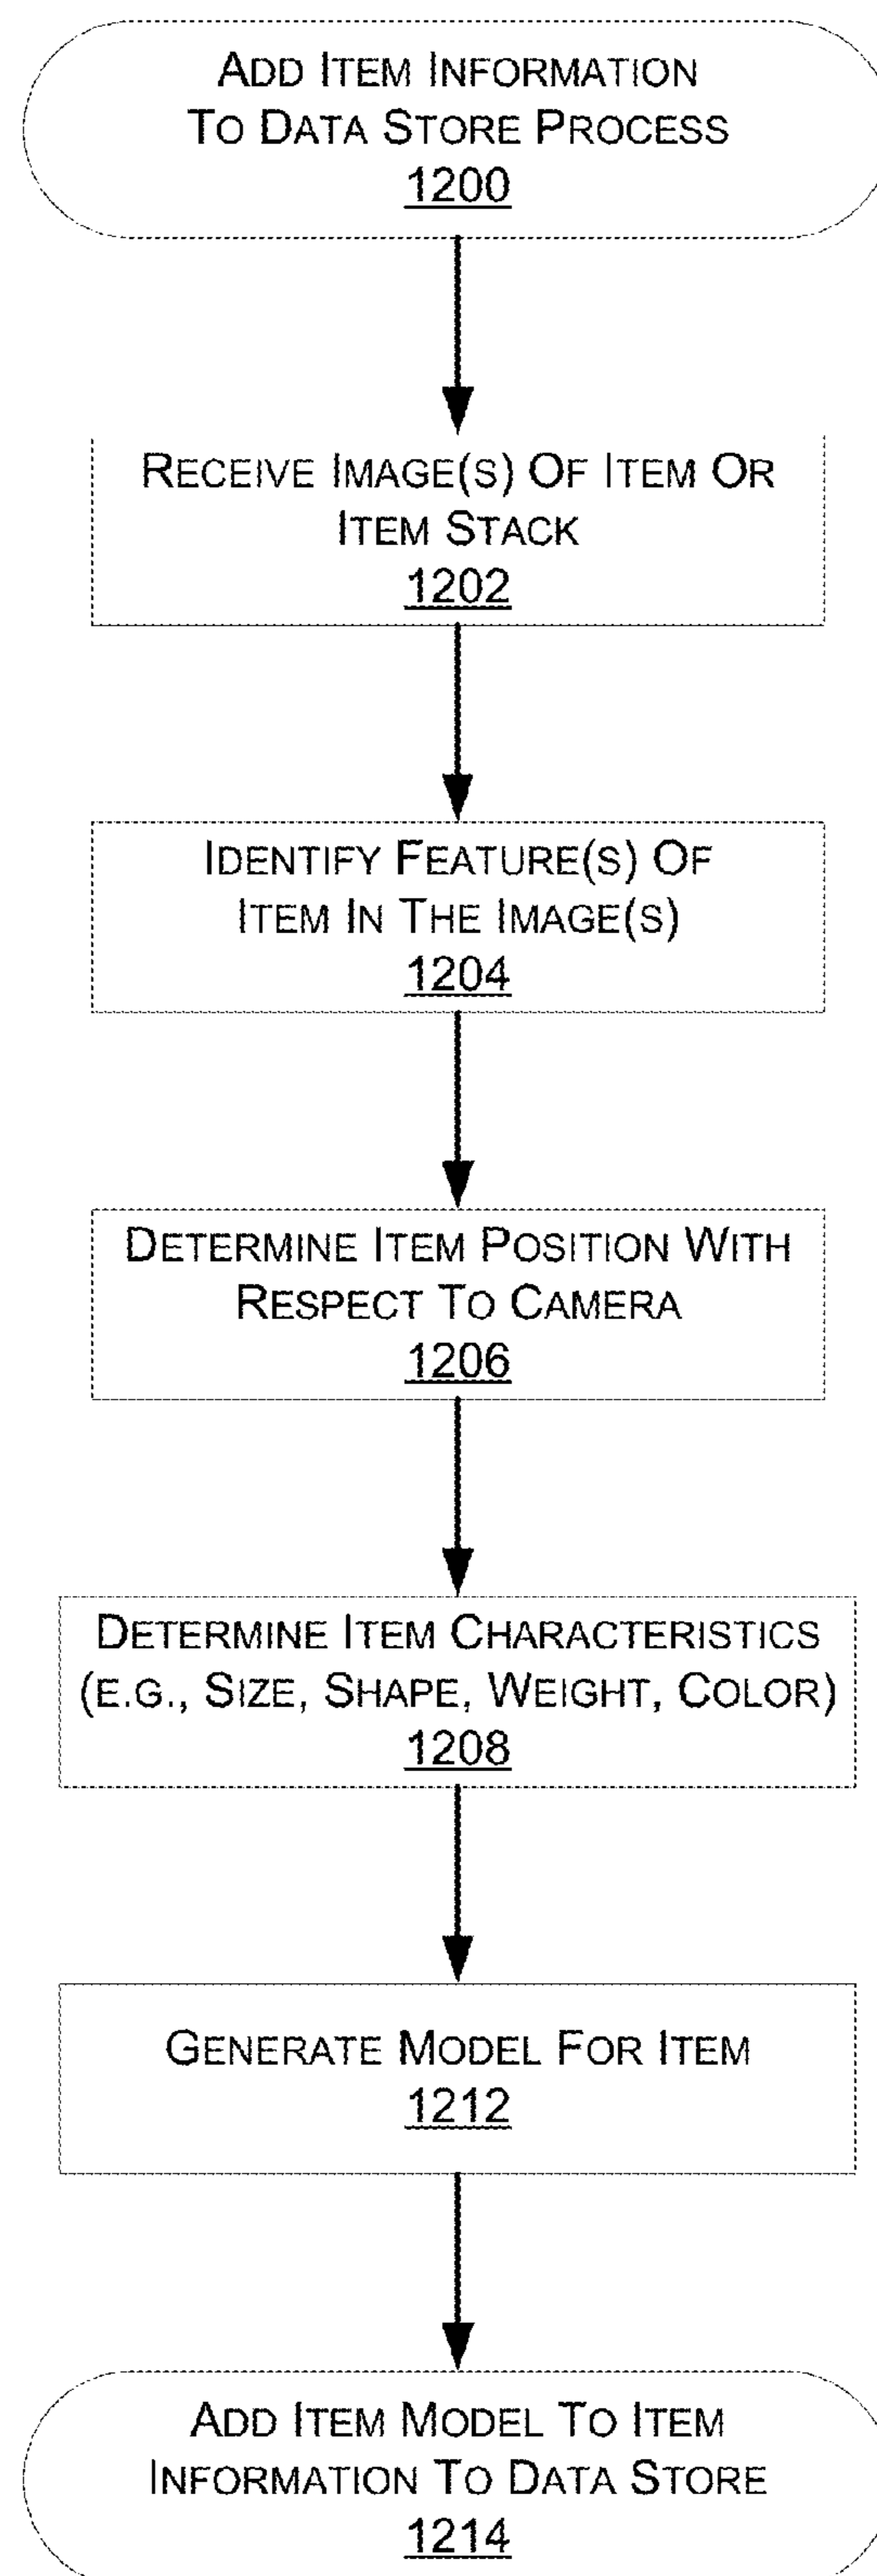 ADD ITEM INFORMATION
TO DATA STORE PROCESS
1200
RECEIVE IMAGE(S) OF ITEM OR
ITEM STACK
1202
IDENTIFY FEATURE(S) OF
ITEM IN THE IMAGE(S)
1204
DETERMINE ITEM POSITION WITH
RESPECT TO CAMERA
1206
DETERMINE ITEM CHARACTERISTICS
(E.G., SIZE, SHAPE, WEIGHT, COLOR)
1208
GENERATE MODEL FOR ITEM
1212
ADD ITEM MODEL TO ITEM
INFORMATION TO DATA STORE
1214